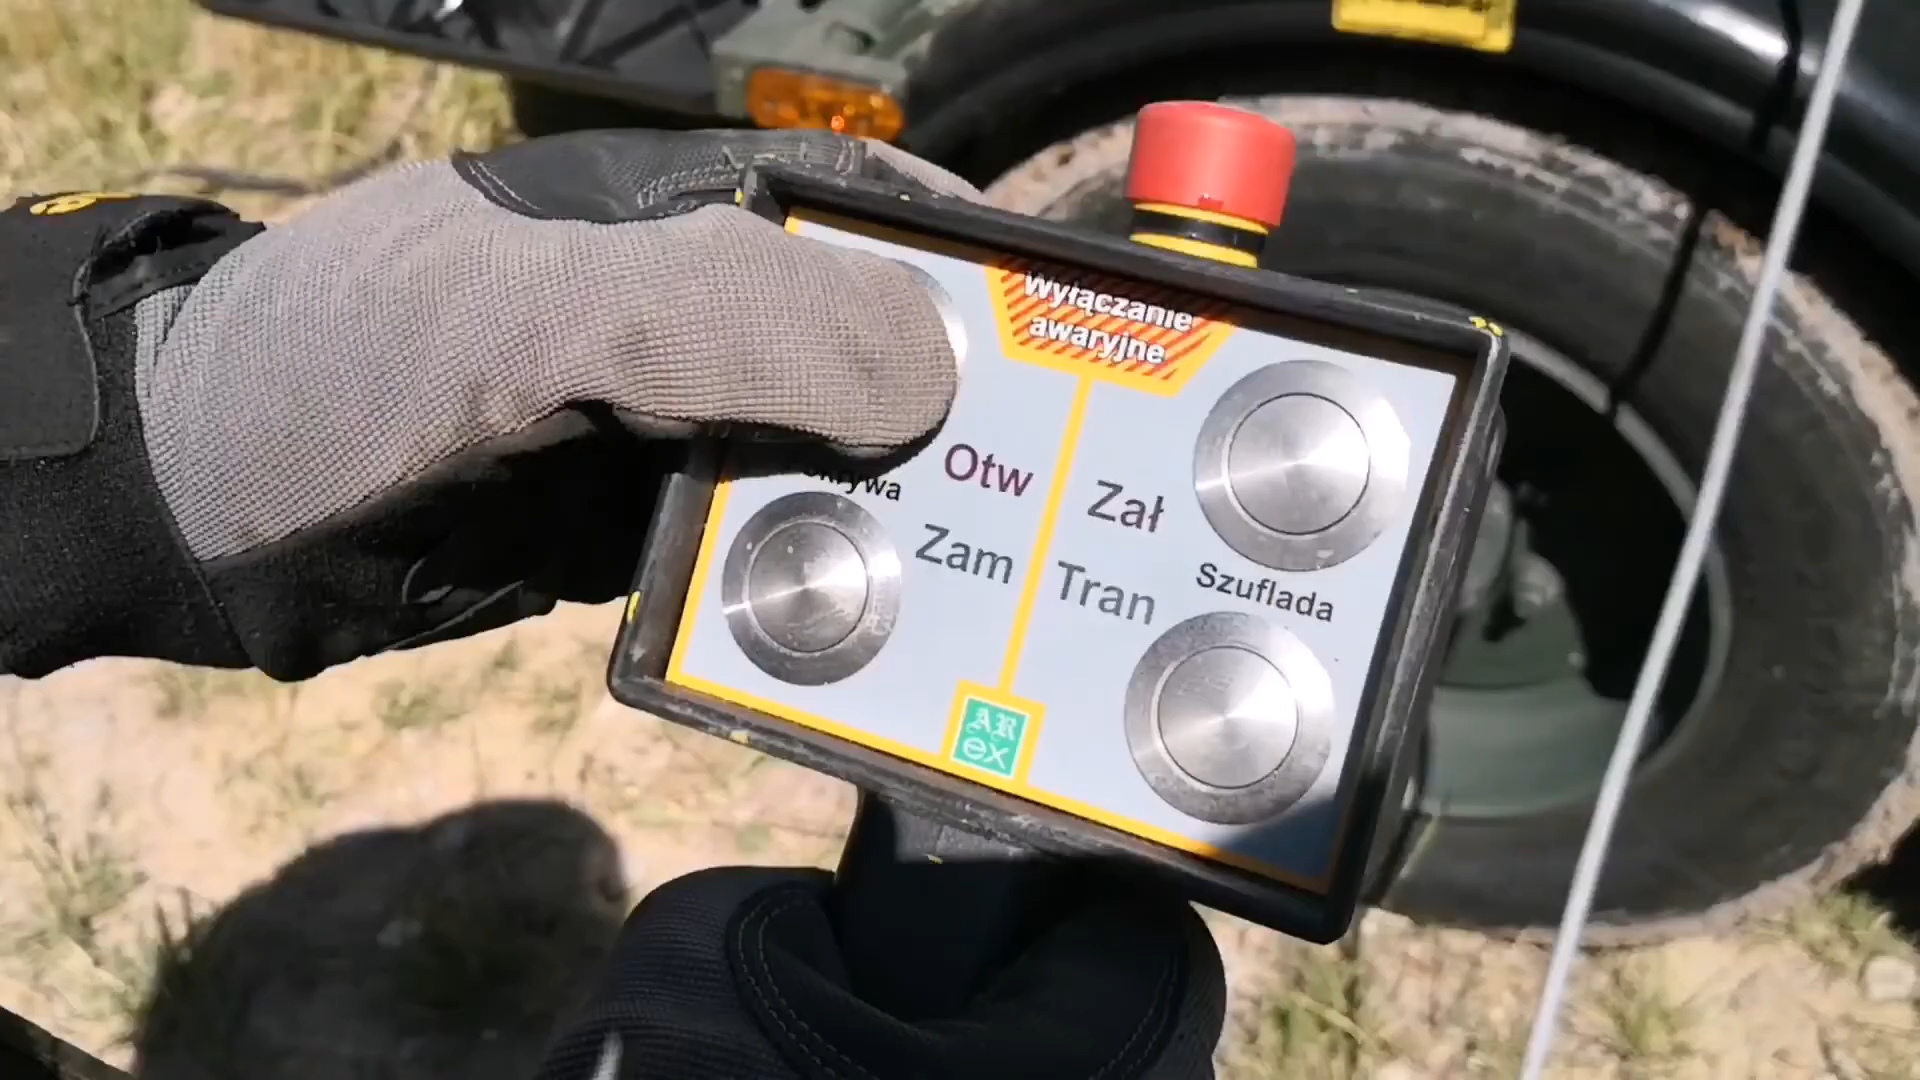 Wyłączanie
awaryjne
Otw
Zał
Zam
Tran
Szuflada
AR
ex